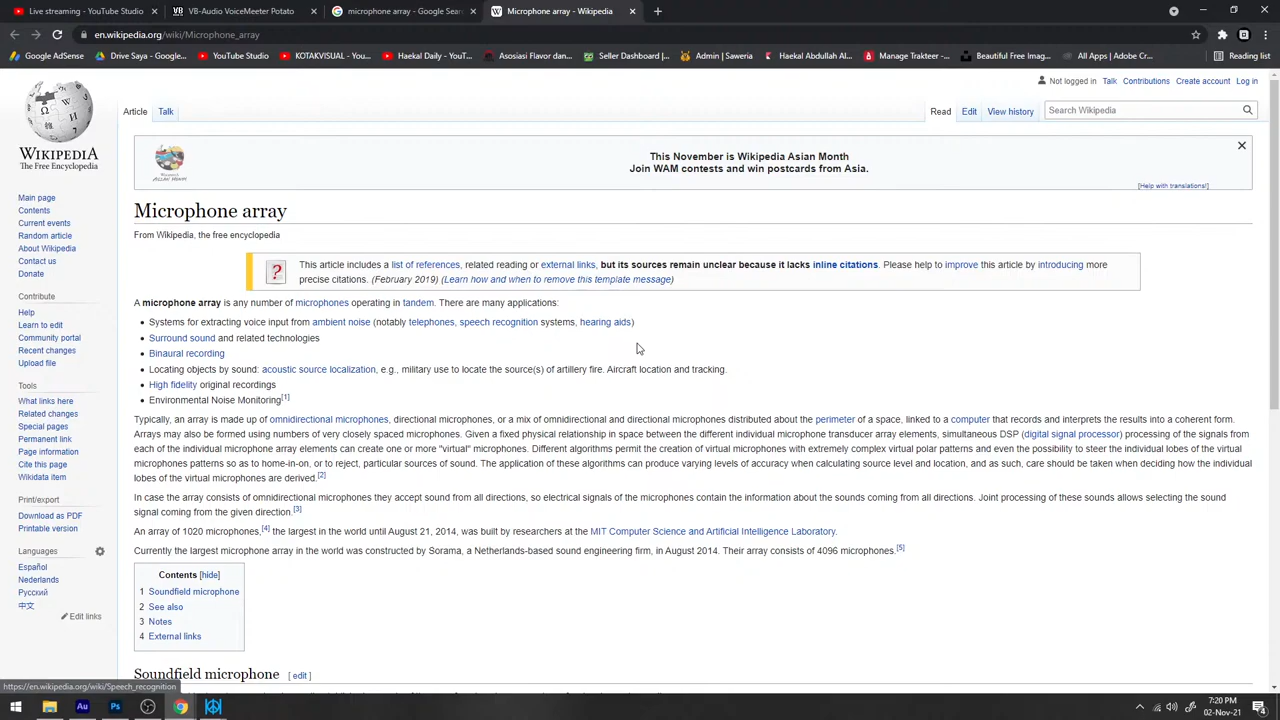 Live streaming - YouTube Studio
VB-Audio VoiceMeeter Potato
microphone array - Google Sear
Microphone array - Wikipedia
en.wikipedia.org/wiki/Microphone_array
Google AdSense
Drive Saya - Google...
YouTube Studio
KOTAKVISUAL - You...
Haekal DAily - YouT...
Asosiasi Flavor dan...
Seller Dashboard |...
Admin (Saweria
Haekal Abdullah Al...
Manage Trakteer -...
Beautiful Free Imag...
All Apps | Adobe Cr...
Reading list
Not logged in Talk Contributions Create account Log in
Article Talk
Read Edit View history
Search Wikipedia
WIKIPEDIA
The Free Encyclopedia
This November is Wikipedia Asian Month
Join WAM contests and win postcards from Asia.
[Help with translations!]
Main page
Contents
Current events
Random article
About Wikipedia
Contact us
Donate
Contribute
Help
Learn to edit
Community portal
Recent changes
Upload file
Tools
What links here
Related changes
Special pages
Permanent link
Page information
Cite this page
Wikidata item
Print/export
Download as PDF
Printable version
Languages
Español
Nederlands
Русский
中文
Edit links
Microphone array
From Wikipedia, the free encyclopedia
This article includes a list of references, related reading or external links, but its sources remain unclear because it lacks inline citations. Please help to improve this article by introducing more
precise citations. (February 2019) (Learn how and when to remove this template message)
A microphone array is any number of microphones operating in tandem. There are many applications:
• Systems for extracting voice input from ambient noise (notably telephones, speech recognition systems, hearing aids)
• Surround sound and related technologies
• Binaural recording
• Locating objects by sound: acoustic source localization, e.g., military use to locate the source(s) of artillery fire. Aircraft location and tracking.
• High fidelity original recordings
• Environmental Noise Monitoring[1]
Typically, an array is made up of omnidirectional microphones, directional microphones, or a mix of omnidirectional and directional microphones distributed about the perimeter of a space, linked to a computer that records and interprets the results into a coherent form.
Arrays may also be formed using numbers of very closely spaced microphones. Given a fixed physical relationship in space between the different individual microphone transducer array elements, simultaneous DSP (digital signal processor) processing of the signals from
each of the individual microphone array elements can create one or more "virtual" microphones. Different algorithms permit the creation of virtual microphones with extremely complex virtual polar patterns and even the possibility to steer the individual lobes of the virtual
microphones patterns so as to home-in-on, or to reject, particular sources of sound. The application of these algorithms can produce varying levels of accuracy when calculating source level and location, and as such, care should be taken when deciding how the individual
lobes of the virtual microphones are derived.[2]
In case the array consists of omnidirectional microphones they accept sound from all directions, so electrical signals of the microphones contain the information about the sounds coming from all directions. Joint processing of these sounds allows selecting the sound
signal coming from the given direction.[3]
An array of 1020 microphones,[4] the largest in the world until August 21, 2014, was built by researchers at the MIT Computer Science and Artificial Intelligence Laboratory.
Currently the largest microphone array in the world was constructed by Sorama, a Netherlands-based sound engineering firm, in August 2014. Their array consists of 4096 microphones.[5]
Contents [hide]
1 Soundfield microphone
2 See also
3 Notes
4 External links
Soundfield microphone [ edit ]
https://en.wikipedia.org/wiki/Speech_recognition
Au
Ps
7:20 PM
02-Nov-21